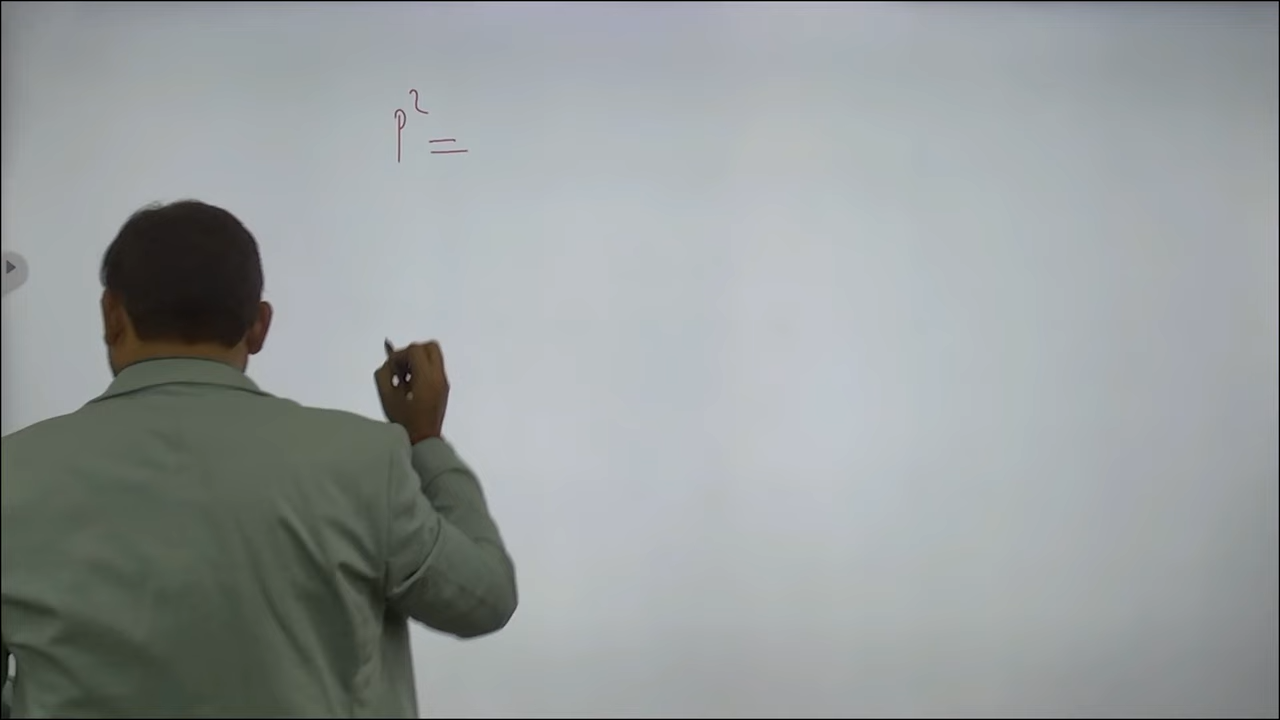 p² =